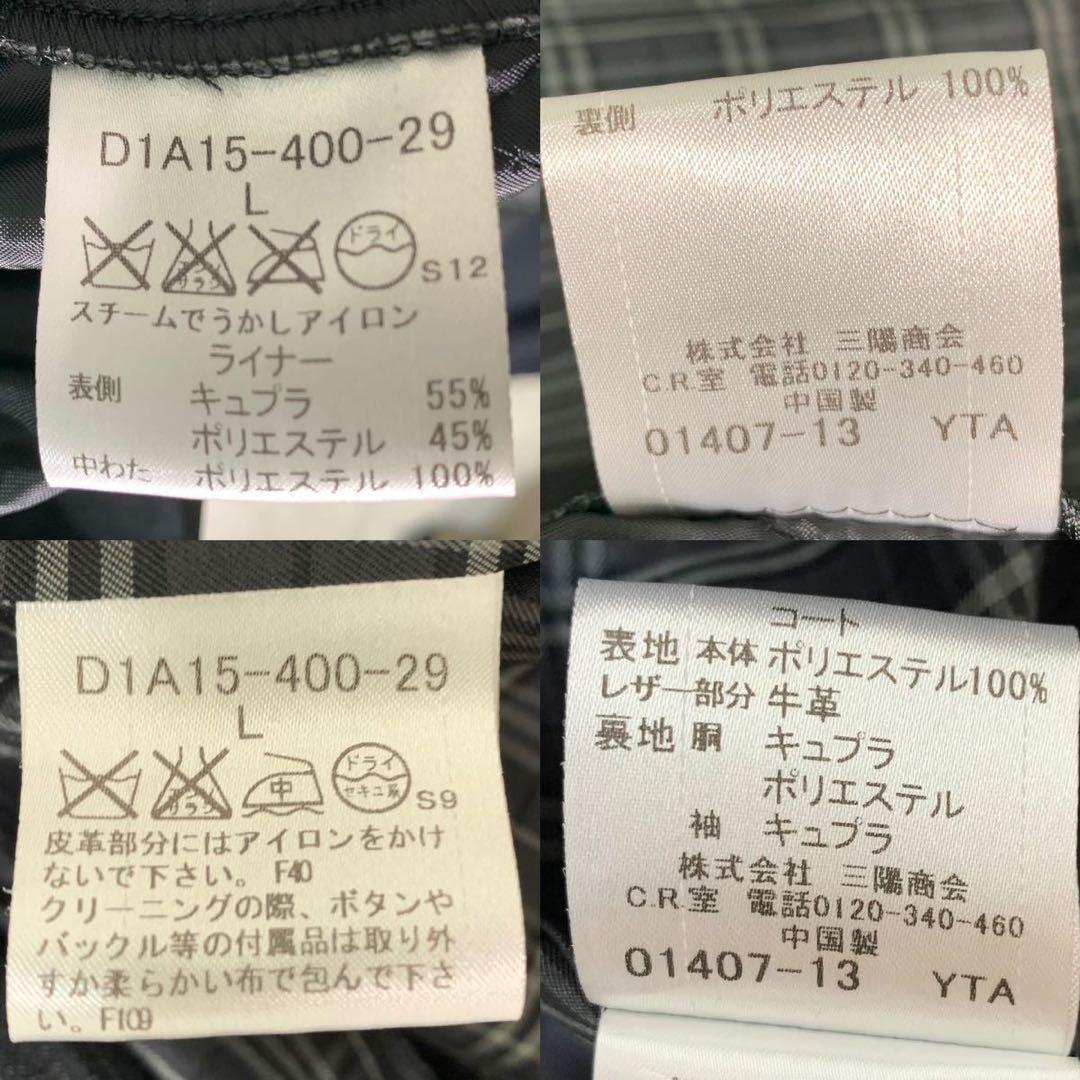 D1A15-400-29
L
ドライ
S12
スチームでうかしアイロン
ライナー
表側 キュプラ 55%
ポリエステル 45%
中わた ポリエステル 100%
裏側 ポリエステル 100%
株式会社 三陽商会
C.R.室 電話0120-340-460
中国製
01407-13 YTA
D1A15-400-29
L
中
ドライ
セキユ系
S9
皮革部分にはアイロンをかけ
ないで下さい。F40
クリーニングの際、ボタンや
バックル等の付属品は取り外
すか柔らかい布で包んで下さ
い。F109
コート
表地 本体 ポリエステル100%
レザー部分 牛革
裏地 胴 キュプラ
ポリエステル
袖 キュプラ
株式会社 三陽商会
C.R.室 電話0120-340-460
中国製
01407-13 YTA